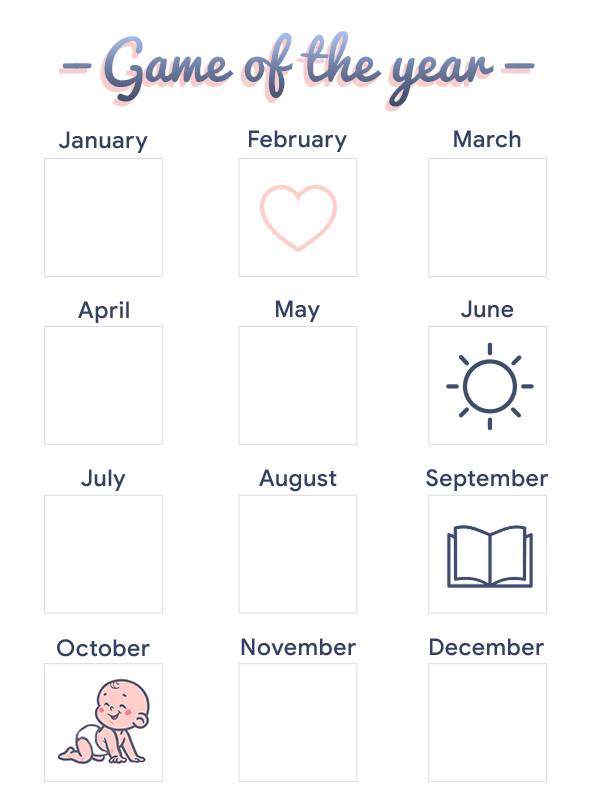 – Game of the year –
January February March
April May June
July August September
October November December